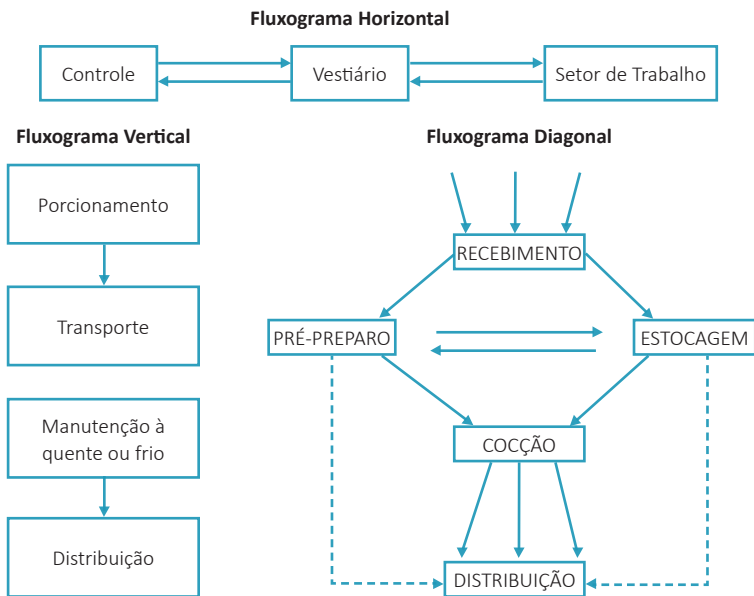 Fluxograma Horizontal
Controle
Vestiário
Setor de Trabalho
Fluxograma Vertical
Porcionamento
Transporte
Manutenção à
quente ou frio
Distribuição
Fluxograma Diagonal
RECEBIMENTO
PRÉ-PREPARO
ESTOCAGEM
COCÇÃO
DISTRIBUIÇÃO